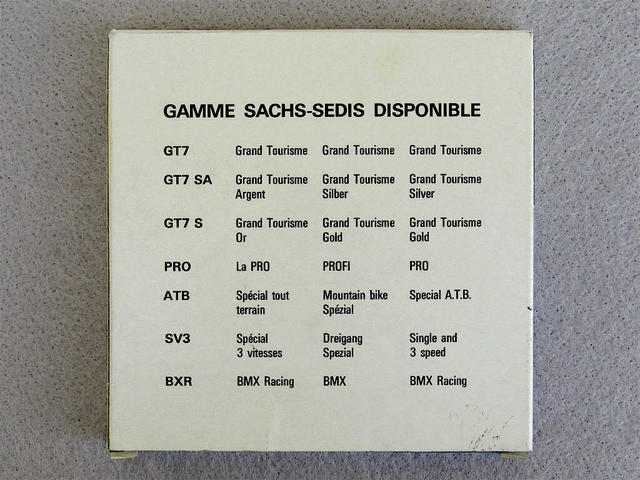 GAMME SACHS-SEDIS DISPONIBLE
GT7 Grand Tourisme Grand Tourisme Grand Tourisme
GT7 SA Grand Tourisme Grand Tourisme Grand Tourisme
Argent Silber Silver
GT7 S Grand Tourisme Grand Tourisme Grand Tourisme
Or Gold Gold
PRO La PRO PROFI PRO
ATB Spécial tout Mountain bike Special A.T.B.
terrain Spézial
SV3 Spécial Dreigang Single and
3 vitesses Spezial 3 speed
BXR BMX Racing BMX BMX Racing